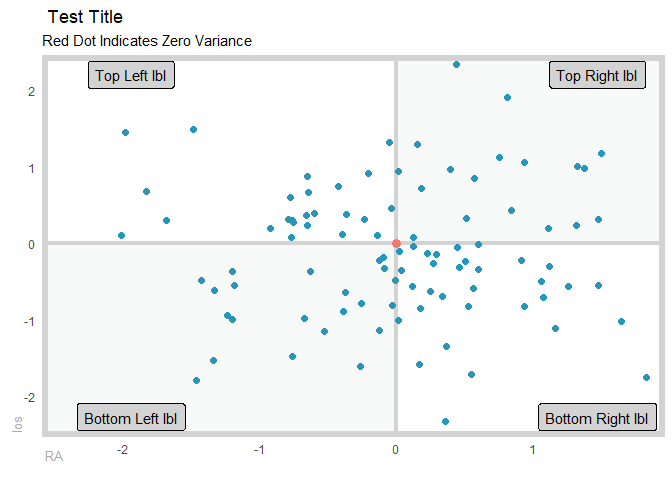 Test Title
Red Dot Indicates Zero Variance
Top Left lbl
Top Right lbl
2
1
0
-1
-2
Bottom Left lbl
Bottom Right lbl
los
RA
-2
-1
0
1